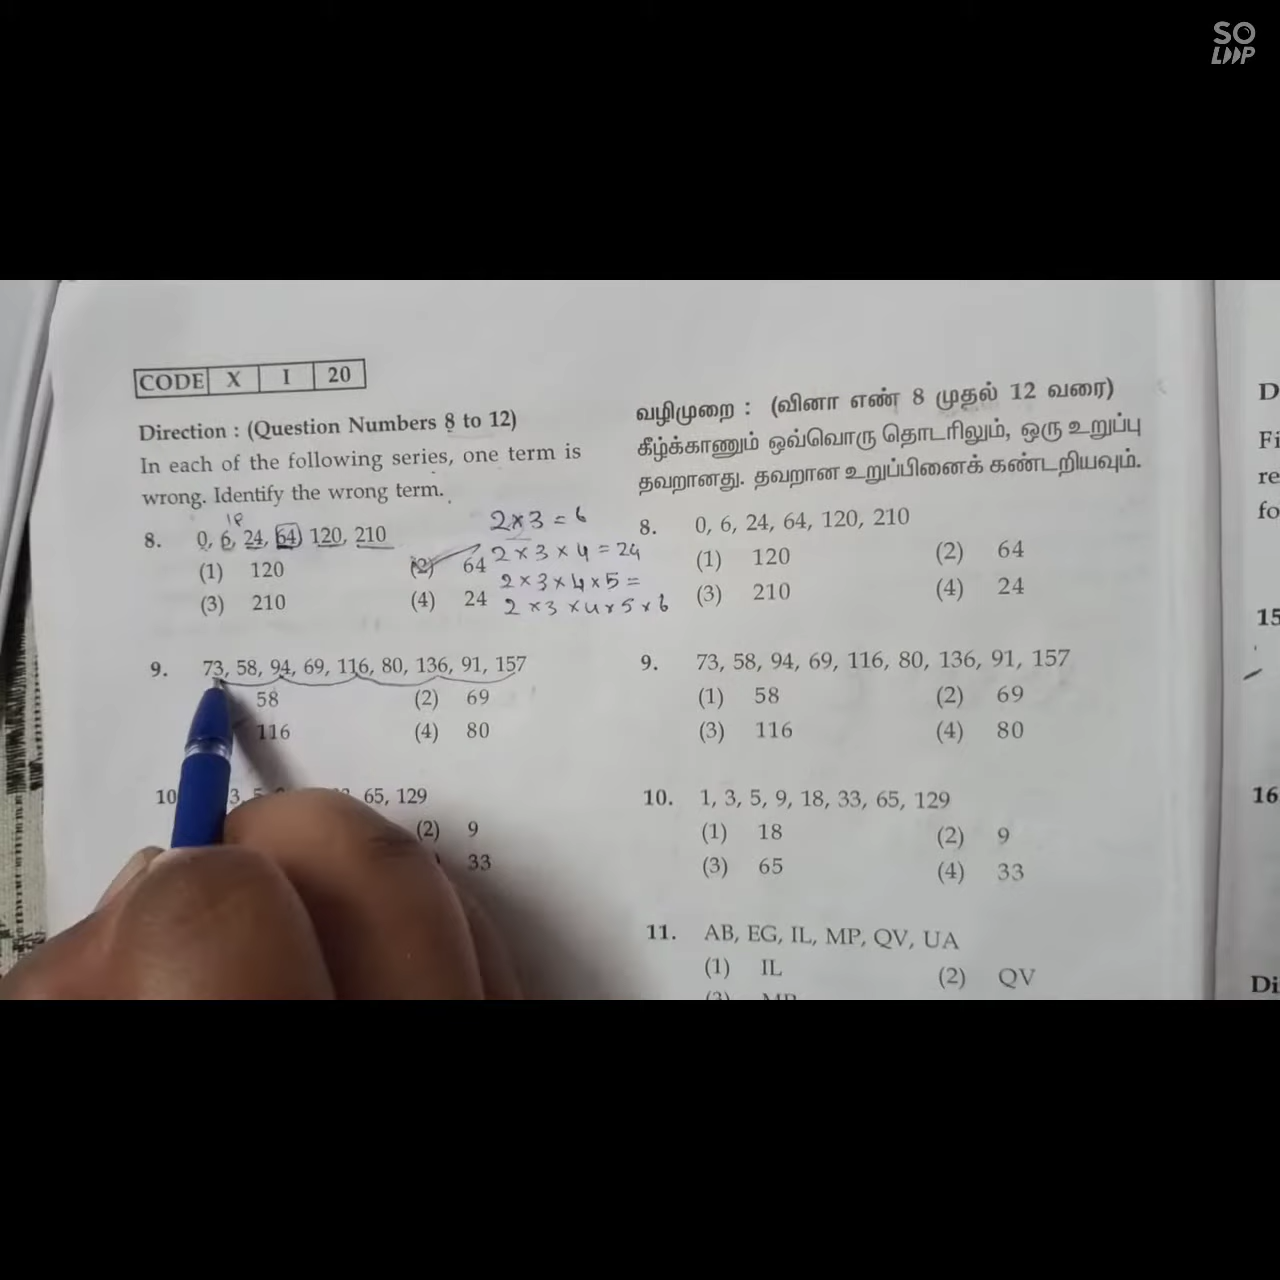 SO
LOOP
CODE X I 20
Direction : (Question Numbers 8 to 12)
In each of the following series, one term is
wrong. Identify the wrong term.
8. 0, 6, 24, 64, 120, 210
(1) 120 (2) 64
(3) 210 (4) 24
2×3 = 6
2×3×4 = 24
2×3×4×5 =
2×3×4×5×6
9. 73, 58, 94, 69, 116, 80, 136, 91, 157
58 (2) 69
116 (4) 80
10 3, 65, 129
(2) 9
33
வழிமுறை : (வினா எண் 8 முதல் 12 வரை)
கீழ்க்காணும் ஒவ்வொரு தொடரிலும், ஒரு உறுப்பு
தவறானது. தவறான உறுப்பினைக் கண்டறியவும்.
8. 0, 6, 24, 64, 120, 210
(1) 120 (2) 64
(3) 210 (4) 24
9. 73, 58, 94, 69, 116, 80, 136, 91, 157
(1) 58 (2) 69
(3) 116 (4) 80
10. 1, 3, 5, 9, 18, 33, 65, 129
(1) 18 (2) 9
(3) 65 (4) 33
11. AB, EG, IL, MP, QV, UA
(1) IL (2) QV
D
Fi
re
fo
15
16
Di